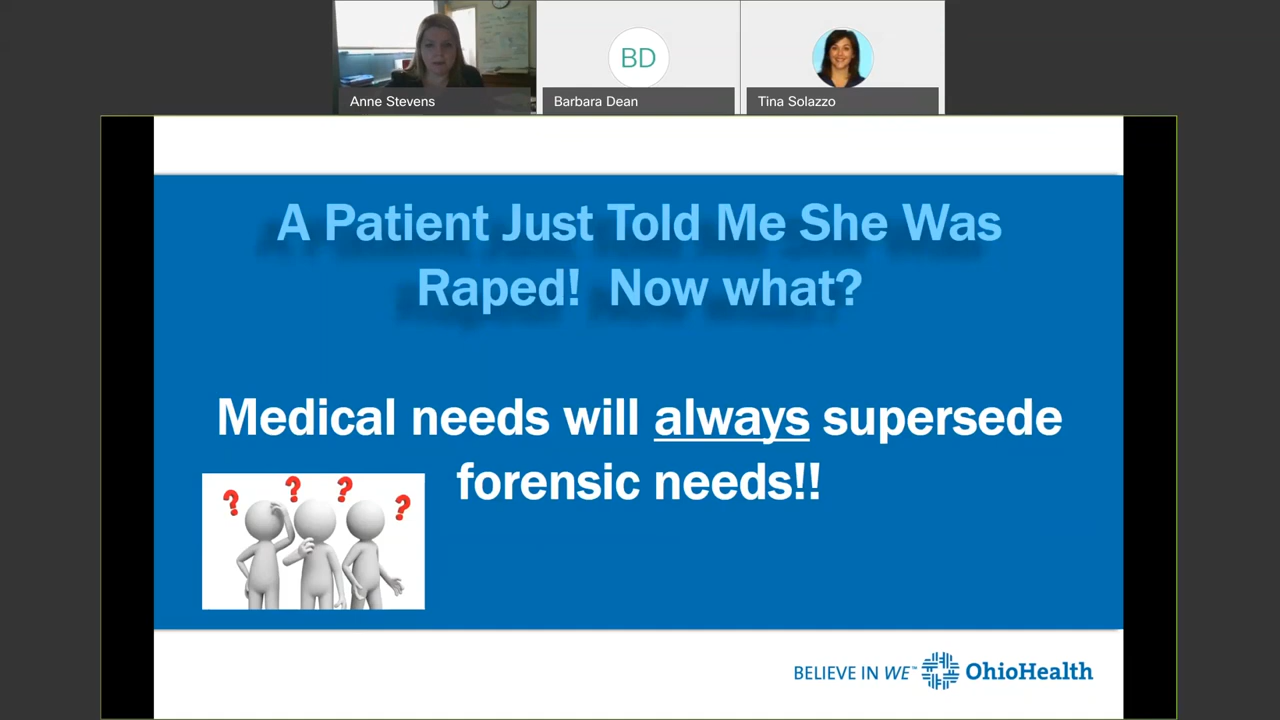 Anne Stevens
BD
Barbara Dean
Tina Solazzo
A Patient Just Told Me She Was
Raped! Now what?
Medical needs will always supersede
forensic needs!!
? ? ? ?
BELIEVE IN WE™ OhioHealth